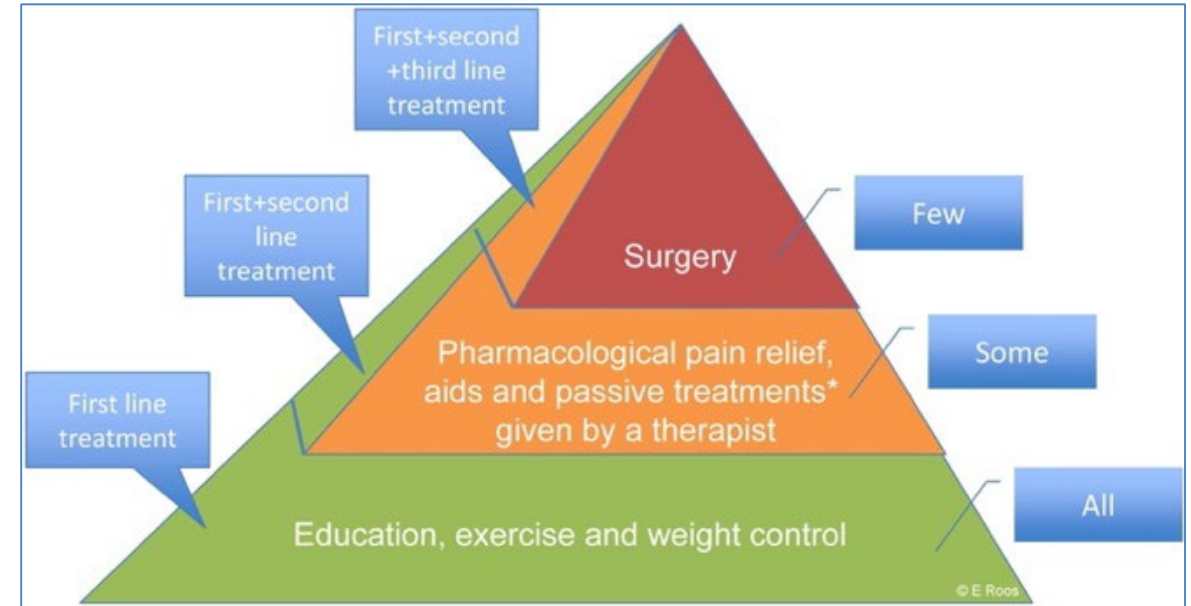 First+second
+third line
treatment
First+second
line
treatment
First line
treatment
Surgery
Pharmacological pain relief,
aids and passive treatments*
given by a therapist
Education, exercise and weight control
Few
Some
All
© E Roos